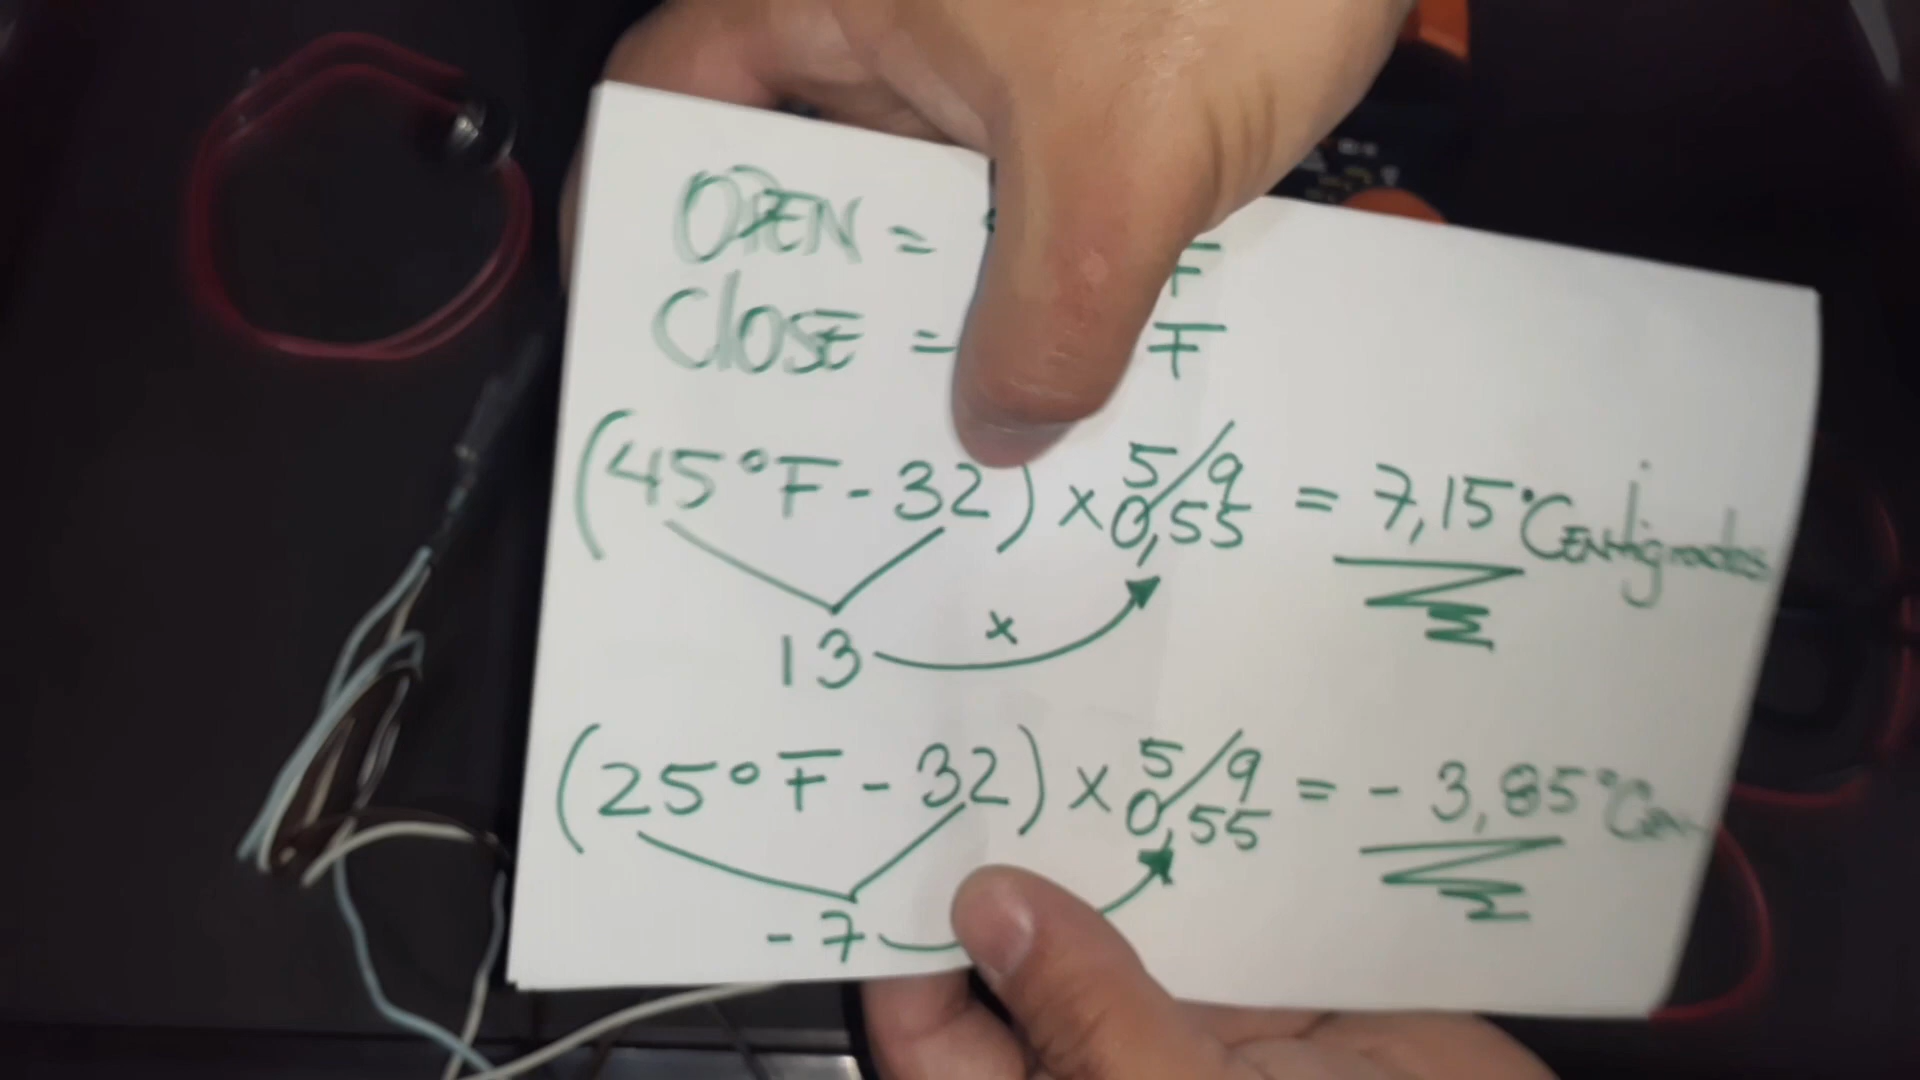 OPEN = F
Close = F
(45°F - 32) x 5/9 = 7,15°Centigrados
0,55
x
13
(25°F - 32) x 5/9 = - 3,85°Cen
0,55
- 7